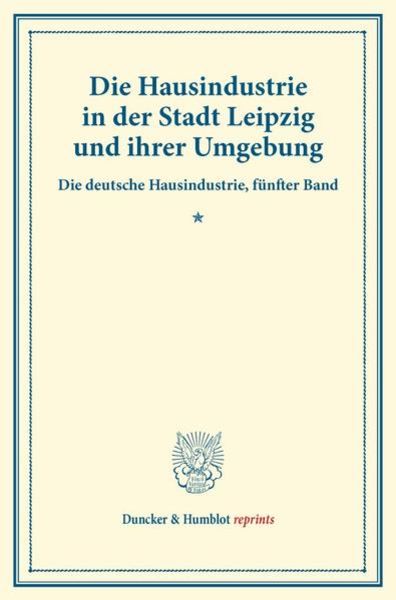 Die Hausindustrie
in der Stadt Leipzig
und ihrer Umgebung
Die deutsche Hausindustrie, fünfter Band
Duncker & Humblot reprints